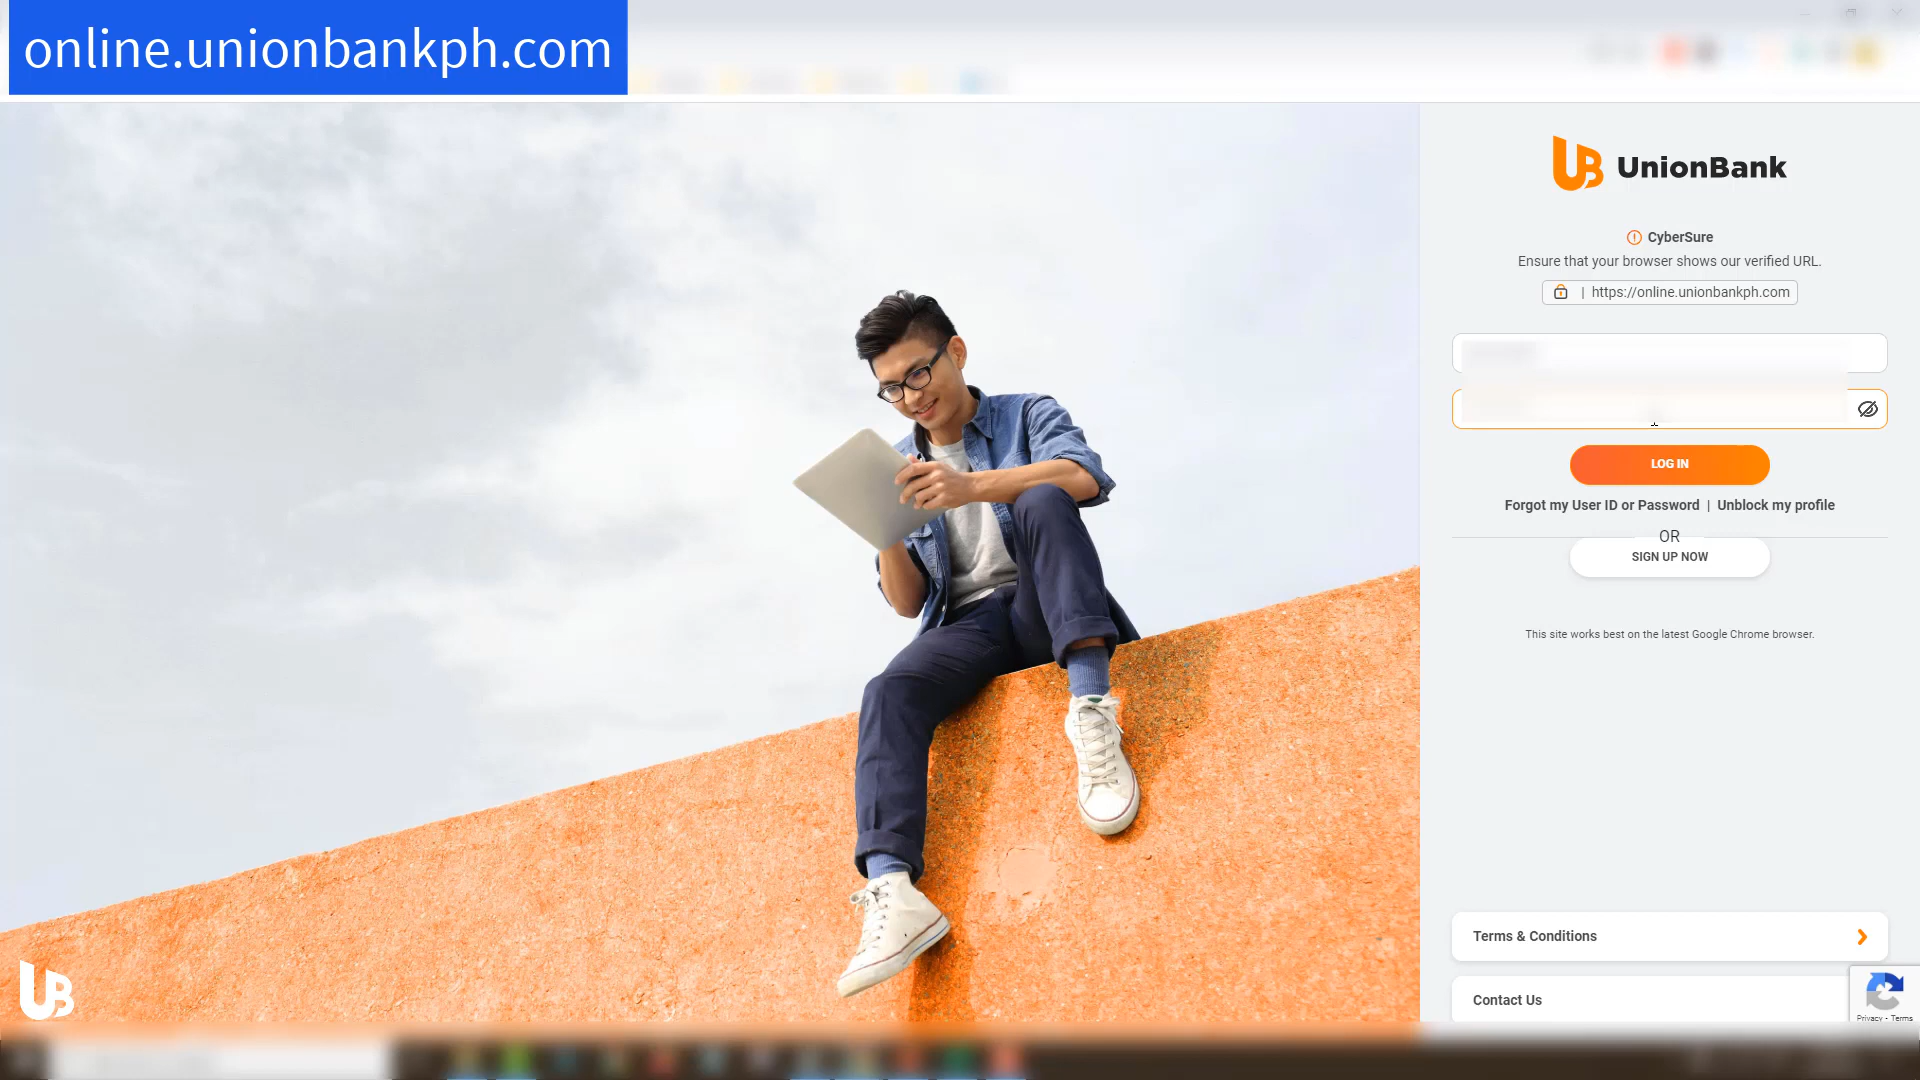 online.unionbankph.com
UnionBank
CyberSure
Ensure that your browser shows our verified URL.
| https://online.unionbankph.com
LOG IN
Forgot my User ID or Password | Unblock my profile
OR
SIGN UP NOW
This site works best on the latest Google Chrome browser.
Terms & Conditions
Contact Us
UB
Privacy - Terms